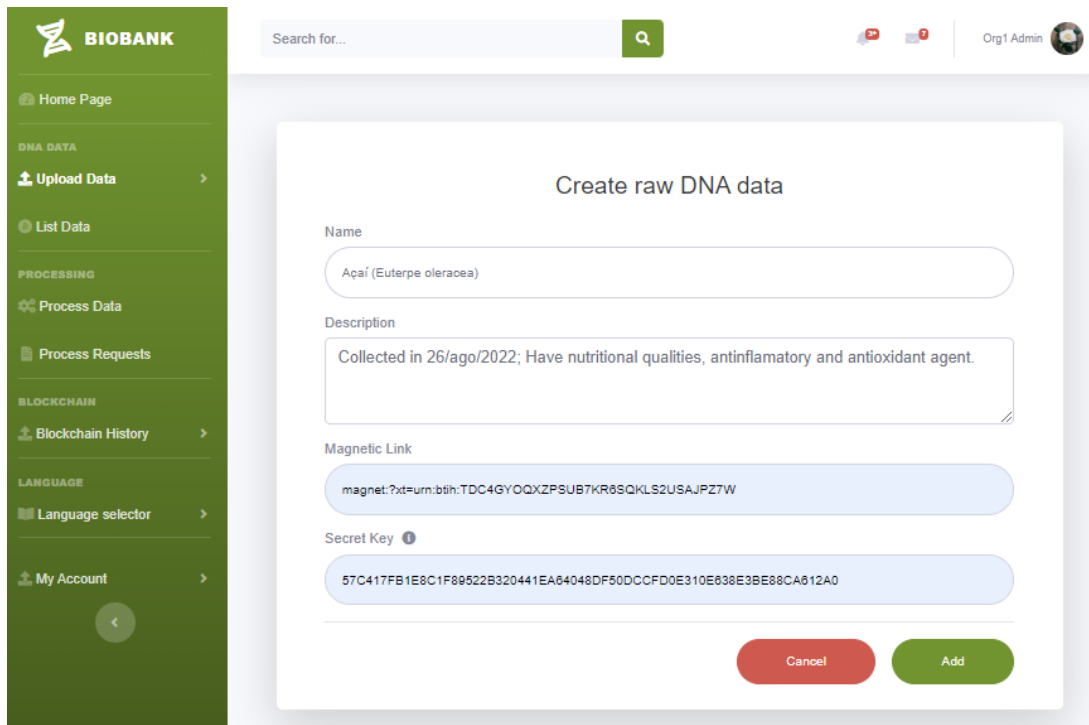 BIOBANK
Search for...
3+
7
Org1 Admin
Home Page
DNA DATA
Upload Data
List Data
PROCESSING
Process Data
Process Requests
BLOCKCHAIN
Blockchain History
LANGUAGE
Language selector
My Account
Create raw DNA data
Name
Açaí (Euterpe oleracea)
Description
Collected in 26/ago/2022; Have nutritional qualities, antinflamatory and antioxidant agent.
Magnetic Link
magnet:?xt=urn:btih:TDC4GYOQXZPSUB7KR6SQKLS2USAJPZ7W
Secret Key
57C417FB1E8C1F89522B320441EA64048DF50DCCFD0E310E638E3BE88CA612A0
Cancel
Add